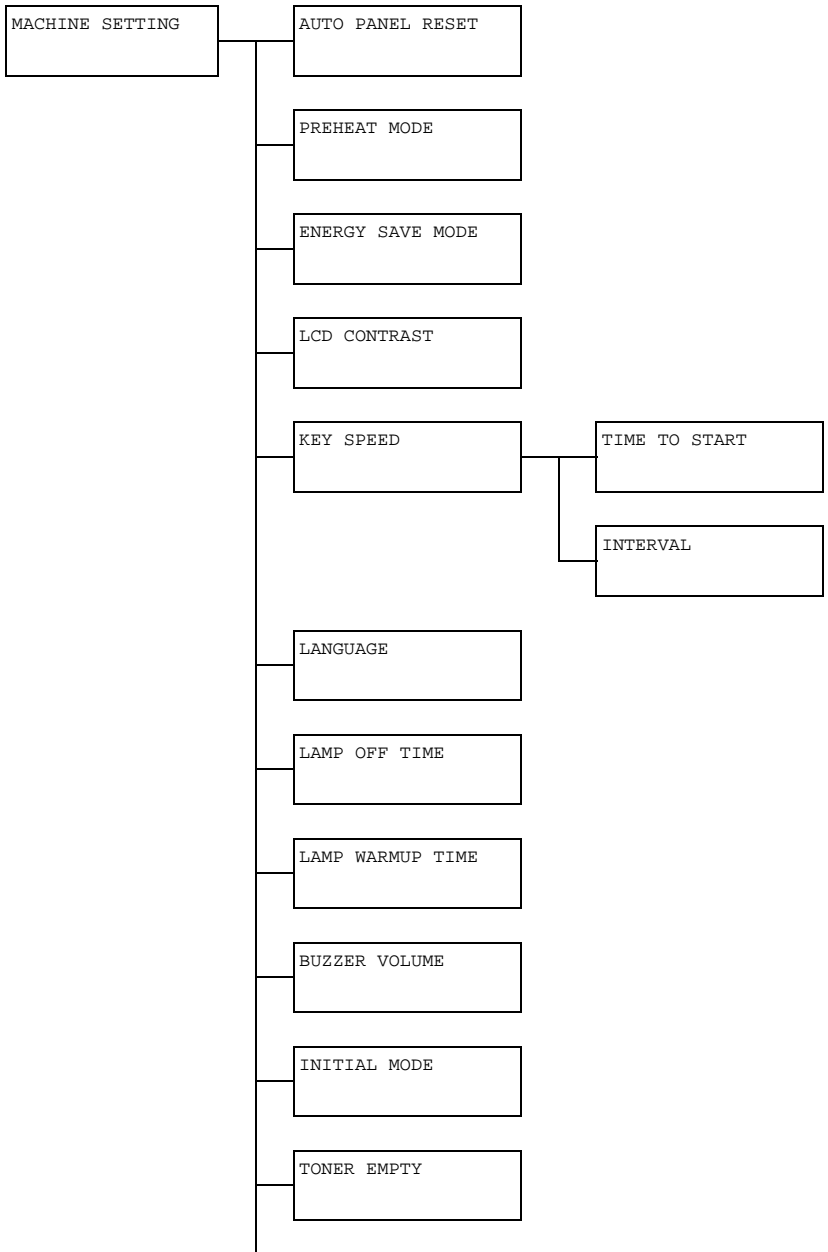 MACHINE SETTING
AUTO PANEL RESET
PREHEAT MODE
ENERGY SAVE MODE
LCD CONTRAST
KEY SPEED
TIME TO START
INTERVAL
LANGUAGE
LAMP OFF TIME
LAMP WARMUP TIME
BUZZER VOLUME
INITIAL MODE
TONER EMPTY